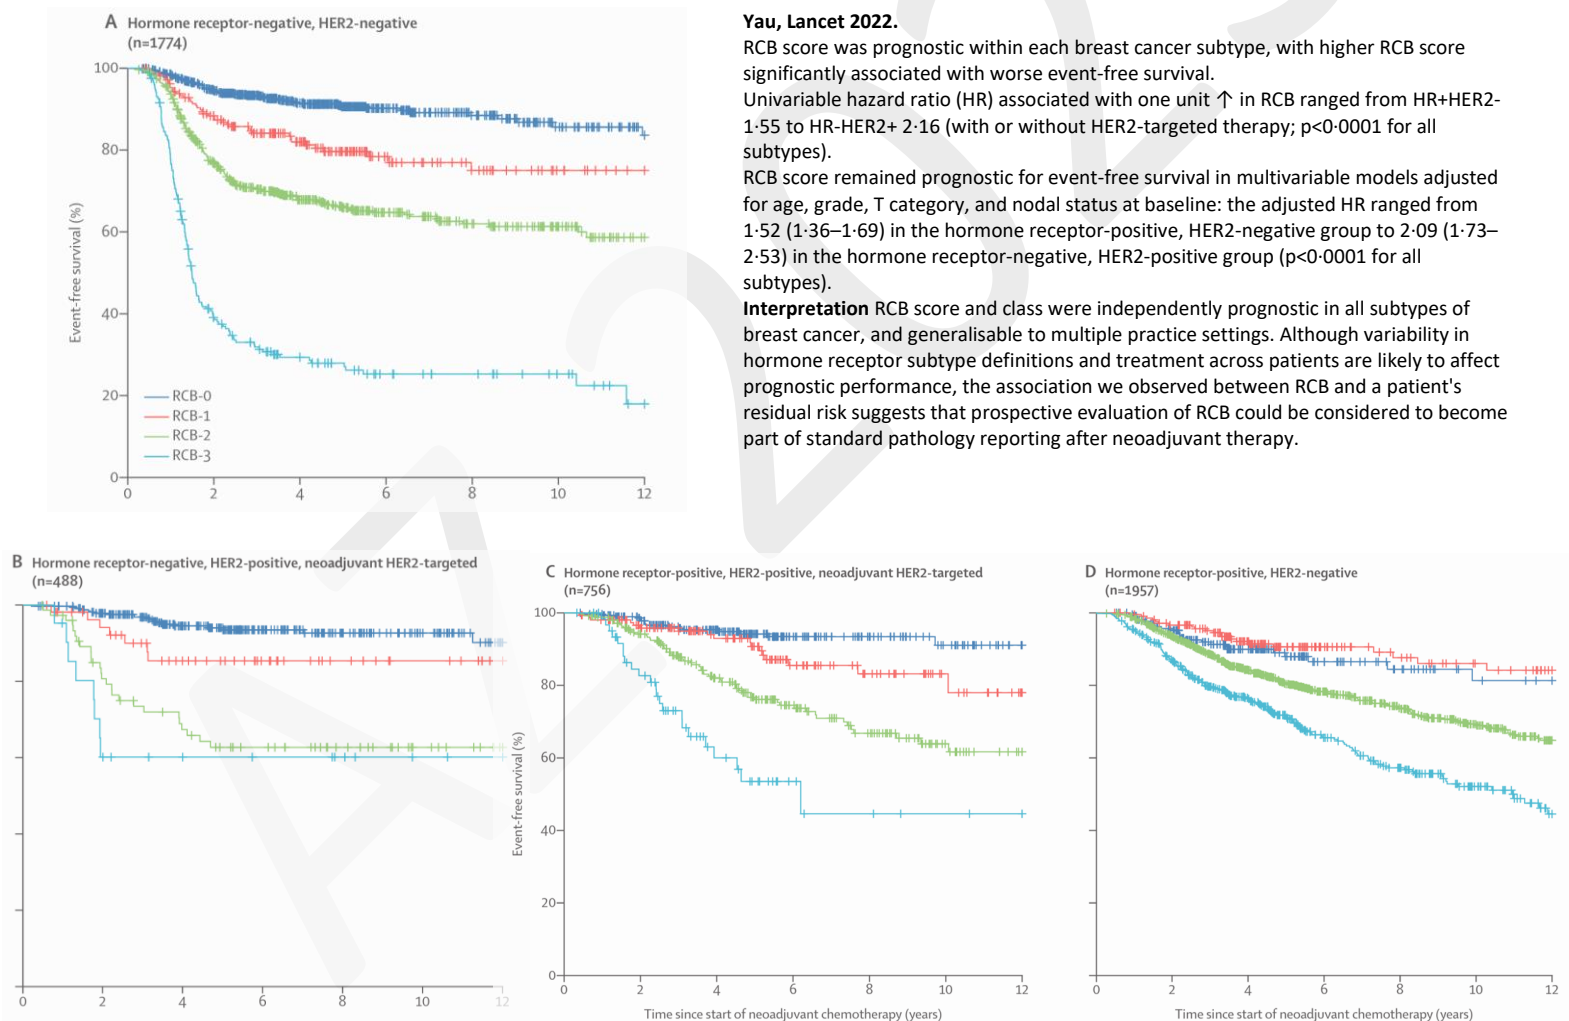 A Hormone receptor-negative, HER2-negative
(n=1774)
100
80
60
40
20
0
Event-free survival (%)
RCB-0
RCB-1
RCB-2
RCB-3
0 2 4 6 8 10 12
Yau, Lancet 2022.
RCB score was prognostic within each breast cancer subtype, with higher RCB score
significantly associated with worse event-free survival.
Univariable hazard ratio (HR) associated with one unit ↑ in RCB ranged from HR+HER2-
1·55 to HR-HER2+ 2·16 (with or without HER2-targeted therapy; p<0·0001 for all
subtypes).
RCB score remained prognostic for event-free survival in multivariable models adjusted
for age, grade, T category, and nodal status at baseline: the adjusted HR ranged from
1·52 (1·36–1·69) in the hormone receptor-positive, HER2-negative group to 2·09 (1·73–
2·53) in the hormone receptor-negative, HER2-positive group (p<0·0001 for all
subtypes).
Interpretation RCB score and class were independently prognostic in all subtypes of
breast cancer, and generalisable to multiple practice settings. Although variability in
hormone receptor subtype definitions and treatment across patients are likely to affect
prognostic performance, the association we observed between RCB and a patient's
residual risk suggests that prospective evaluation of RCB could be considered to become
part of standard pathology reporting after neoadjuvant therapy.
B Hormone receptor-negative, HER2-positive, neoadjuvant HER2-targeted
(n=488)
0 2 4 6 8 10 12
C Hormone receptor-positive, HER2-positive, neoadjuvant HER2-targeted
(n=756)
100
80
60
40
20
0
Event-free survival (%)
0 2 4 6 8 10 12
Time since start of neoadjuvant chemotherapy (years)
D Hormone receptor-positive, HER2-negative
(n=1957)
0 2 4 6 8 10 12
Time since start of neoadjuvant chemotherapy (years)